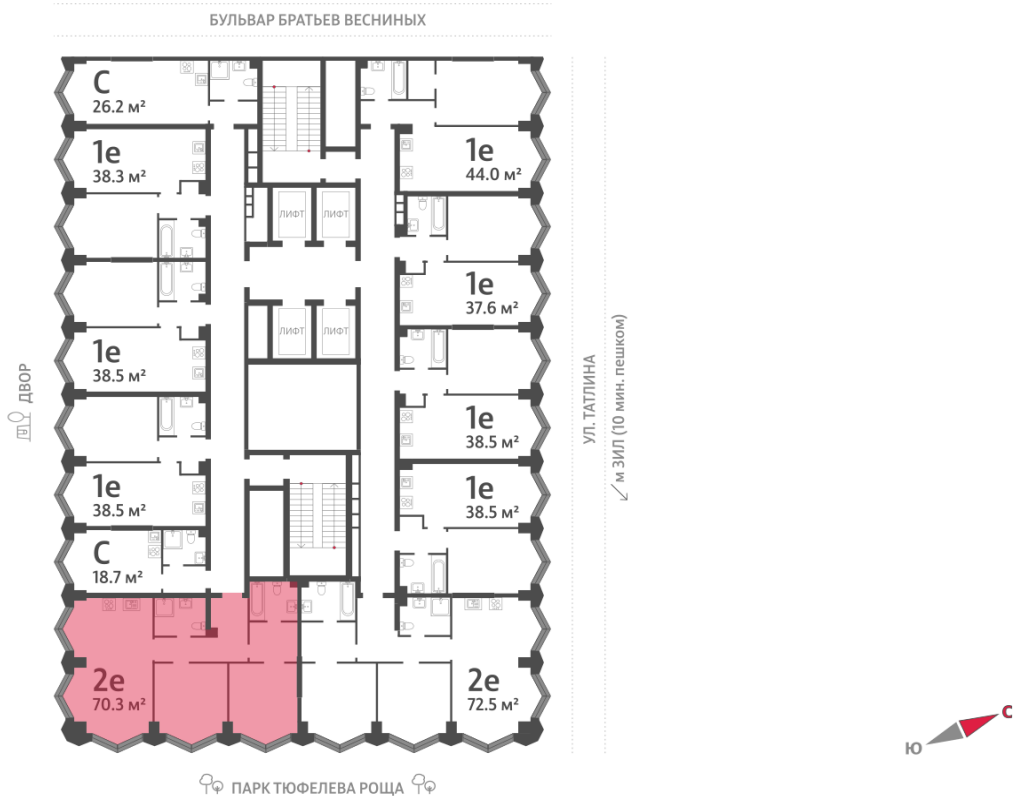 БУЛЬВАР БРАТЬЕВ ВЕСНИНЫХ
С
26.2 м²
1е
38.3 м²
1е
44.0 м²
ЛИФТ
ЛИФТ
1е
37.6 м²
ЛИФТ
ЛИФТ
1е
38.5 м²
1е
38.5 м²
1е
38.5 м²
1е
38.5 м²
С
18.7 м²
2е
70.3 м²
2е
72.5 м²
ДВОР
УЛ. ТАТЛИНА
м ЗИЛ (10 мин. пешком)
С
Ю
ПАРК ТЮФЕЛЕВА РОЩА